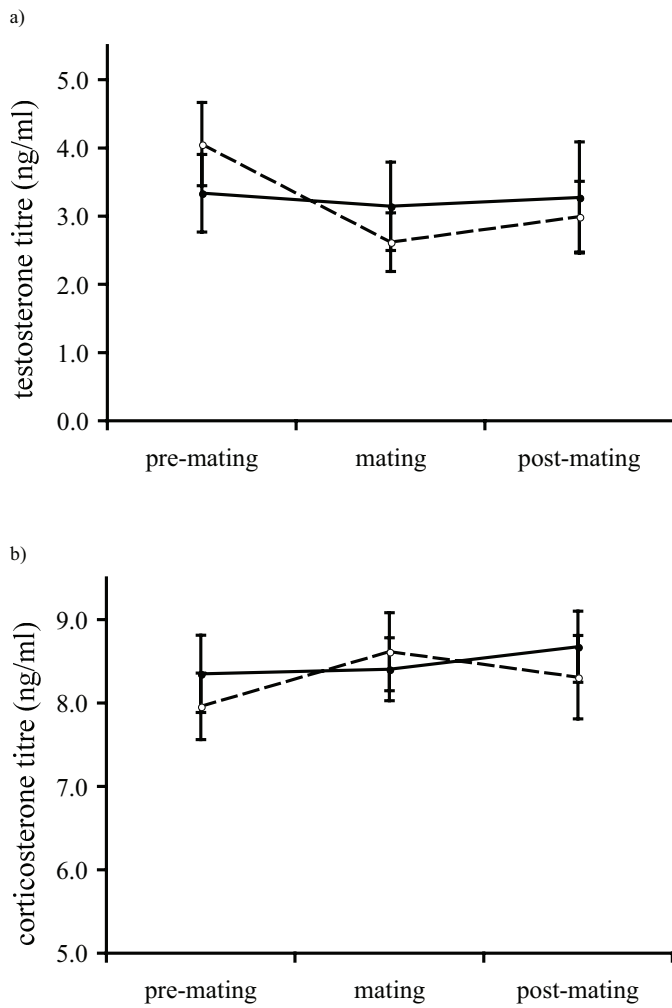 a)
testosterone titre (ng/ml)
5.0
4.0
3.0
2.0
1.0
0.0
pre-mating
mating
post-mating
b)
corticosterone titre (ng/ml)
9.0
8.0
7.0
6.0
5.0
pre-mating
mating
post-mating